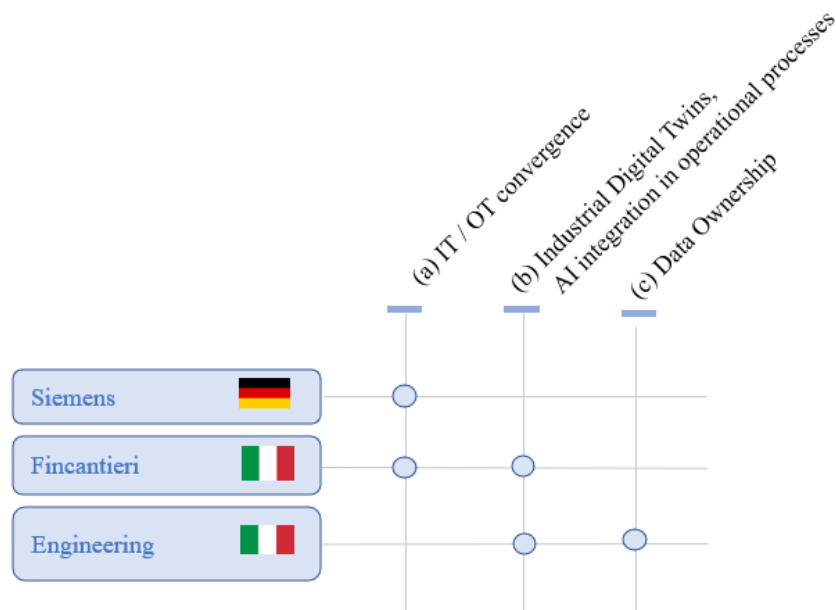 (a) IT / OT convergence
(b) Industrial Digital Twins,
AI integration in operational processes
(c) Data Ownership
Siemens
Fincantieri
Engineering